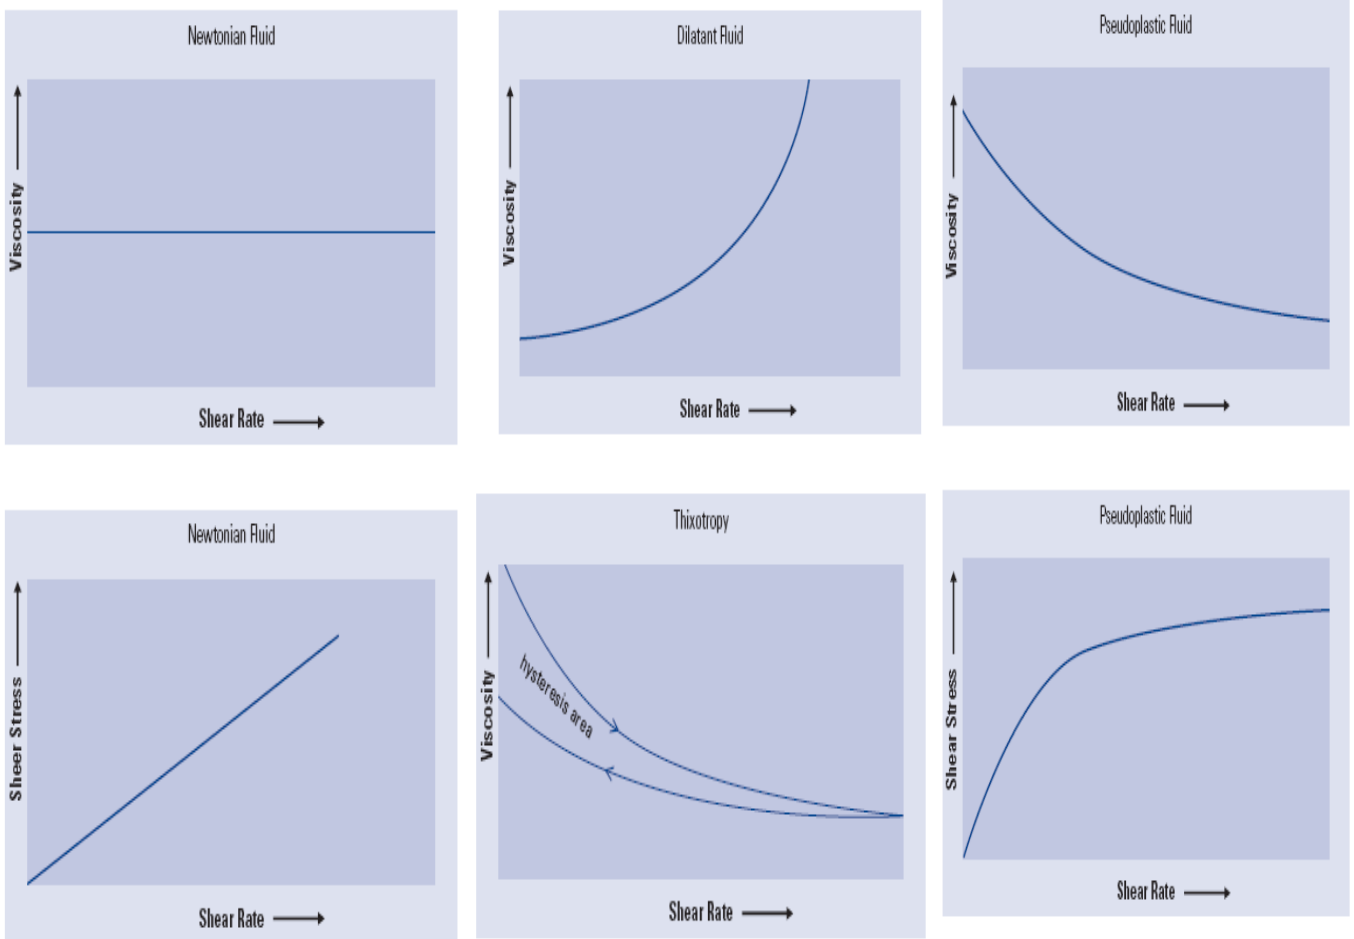 Newtonian Fluid
Viscosity
Shear Rate
Dilatant Fluid
Viscosity
Shear Rate
Pseudoplastic Fluid
Viscosity
Shear Rate
Newtonian Fluid
Sheer Stress
Shear Rate
Thixotropy
Viscosity
hysteresis area
Shear Rate
Pseudoplastic Fluid
Shear Stress
Shear Rate